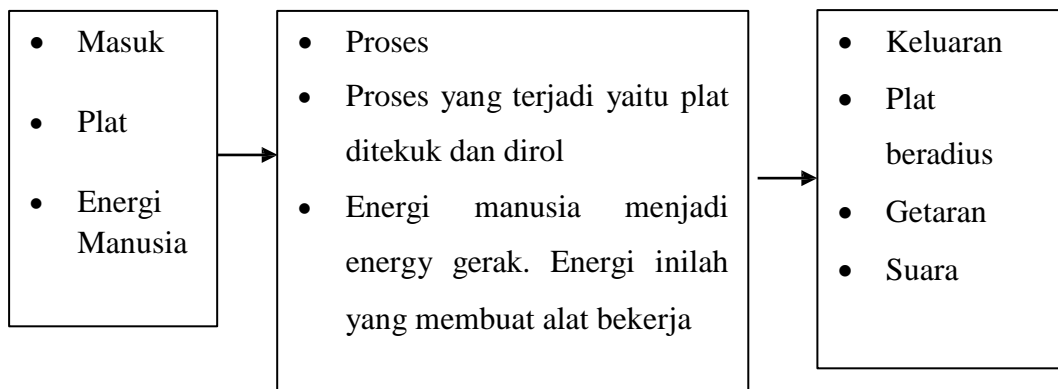 • Masuk
• Plat
• Energi
Manusia
• Proses
• Proses yang terjadi yaitu plat
ditekuk dan dirol
• Energi manusia menjadi
energy gerak. Energi inilah
yang membuat alat bekerja
• Keluaran
• Plat
beradius
• Getaran
• Suara